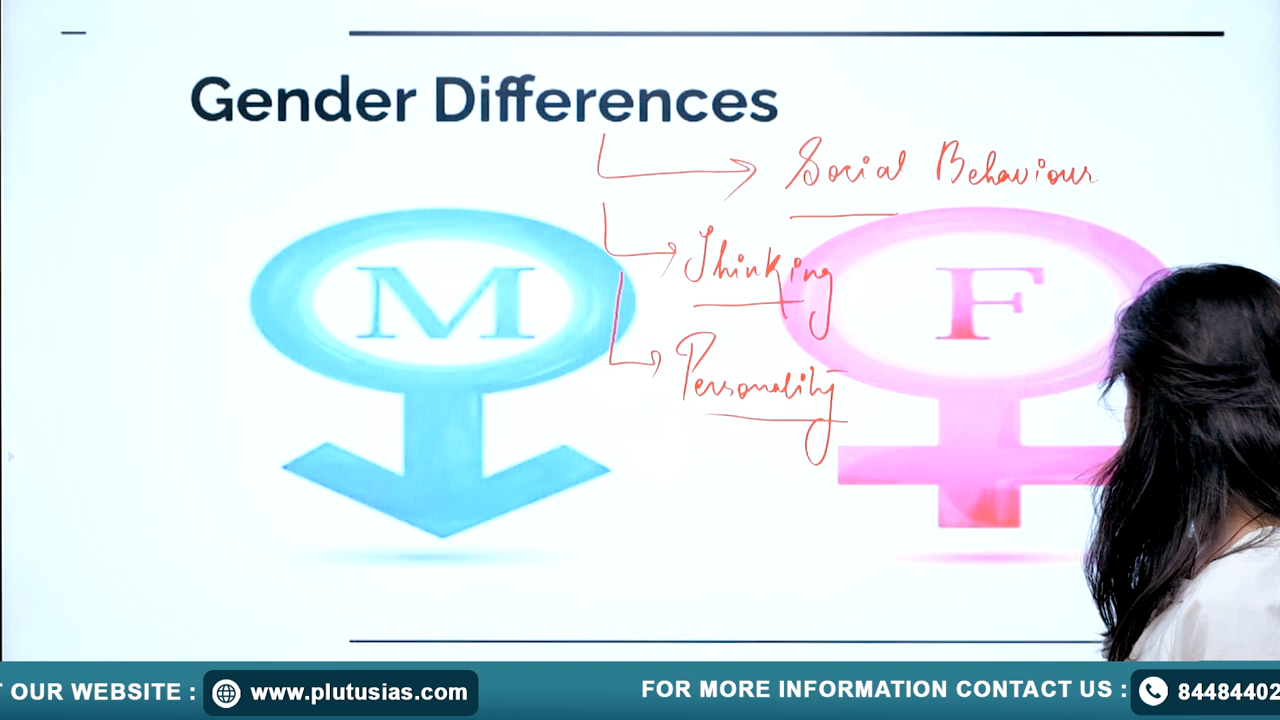 Gender Differences
Social Behaviour
Thinking
Personality
M
F
T OUR WEBSITE :
www.plutusias.com
FOR MORE INFORMATION CONTACT US :
84484402